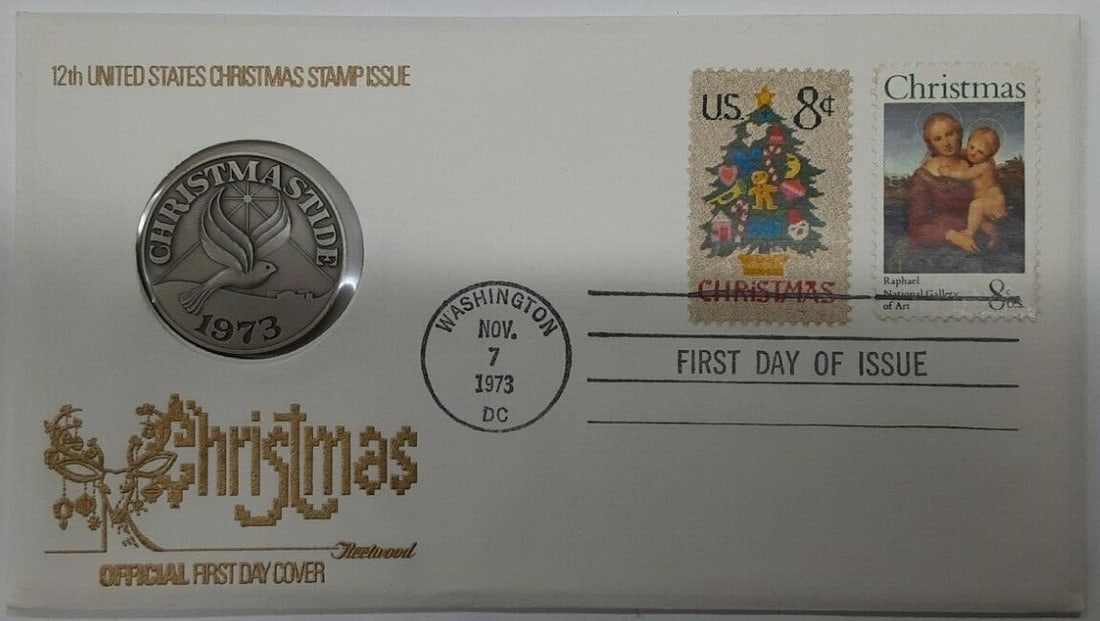 12th UNITED STATES CHRISTMAS STAMP ISSUE
CHRISTMASTIDE
1973
U.S. 8¢
CHRISTMAS
Christmas
Raphael
National Gallery
of Art
8¢ U.S.
WASHINGTON
NOV.
7
1973
DC
FIRST DAY OF ISSUE
Christmas
Fleetwood
OFFICIAL FIRST DAY COVER